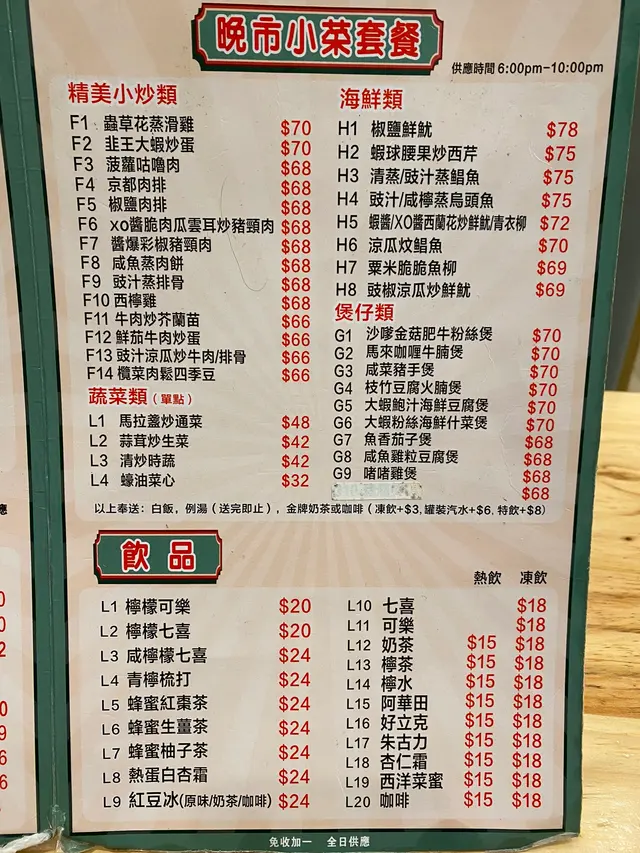 晚市小菜套餐
供應時間 6:00pm-10:00pm
精美小炒類
F1 蟲草花蒸滑雞 $70
F2 韭王大蝦炒蛋 $70
F3 菠蘿咕嚕肉 $68
F4 京都肉排 $68
F5 椒鹽肉排 $68
F6 xo醬脆肉瓜雲耳炒豬頸肉 $68
F7 醬爆彩椒豬頸肉 $68
F8 咸魚蒸肉餅 $68
F9 豉汁蒸排骨 $68
F10 西檸雞 $68
F11 牛肉炒芥蘭苗 $66
F12 鮮茄牛肉炒蛋 $66
F13 豉汁涼瓜炒牛肉/排骨 $66
F14 欖菜肉鬆四季豆 $66
蔬菜類(單點)
L1 馬拉盞炒通菜 $48
L2 蒜茸炒生菜 $42
L3 清炒時蔬 $42
L4 蠔油菜心 $32
海鮮類
H1 椒鹽鮮魷 $78
H2 蝦球腰果炒西芹 $75
H3 清蒸/豉汁蒸鯧魚 $75
H4 豉汁/咸檸蒸烏頭魚 $75
H5 蝦醬/XO醬西蘭花炒鮮魷/青衣柳 $72
H6 涼瓜炆鯧魚 $70
H7 粟米脆脆魚柳 $69
H8 豉椒涼瓜炒鮮魷 $69
煲仔類
G1 沙嗲金菇肥牛粉絲煲 $70
G2 馬來咖喱牛腩煲 $70
G3 咸菜豬手煲 $70
G4 枝竹豆腐火腩煲 $70
G5 大蝦鮑汁海鮮豆腐煲 $70
G6 大蝦粉絲海鮮什菜煲 $70
G7 魚香茄子煲 $68
G8 咸魚雞粒豆腐煲 $68
G9 啫啫雞煲 $68
$68
以上奉送:白飯,例湯(送完即止),金牌奶茶或咖啡(凍飲+$3,罐裝汽水+$6,特飲+$8)
飲品
L1 檸檬可樂 $20
L2 檸檬七喜 $20
L3 咸檸檬七喜 $24
L4 青檸梳打 $24
L5 蜂蜜紅棗茶 $24
L6 蜂蜜生薑茶 $24
L7 蜂蜜柚子茶 $24
L8 熱蛋白杏霜 $24
L9 紅豆冰(原味/奶茶/咖啡) $24
熱飲 凍飲
L10 七喜 $18
L11 可樂 $18
L12 奶茶 $15 $18
L13 檸茶 $15 $18
L14 檸水 $15 $18
L15 阿華田 $15 $18
L16 好立克 $15 $18
L17 朱古力 $15 $18
L18 杏仁霜 $15 $18
L19 西洋菜蜜 $15 $18
L20 咖啡 $15 $18
免收加一 全日供應